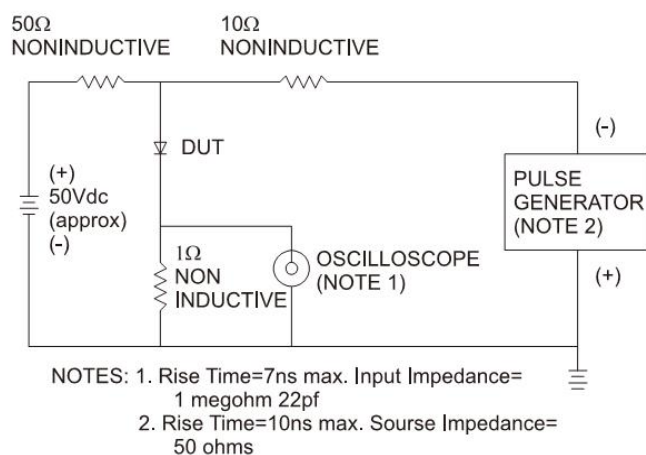 50Ω
NONINDUCTIVE
10Ω
NONINDUCTIVE
DUT
(+)
50Vdc
(approx)
(-)
1Ω
NON
INDUCTIVE
OSCILLOSCOPE
(NOTE 1)
(-)
PULSE
GENERATOR
(NOTE 2)
(+)
NOTES: 1. Rise Time=7ns max. Input Impedance=
1 megohm 22pf
2. Rise Time=10ns max. Sourse Impedance=
50 ohms